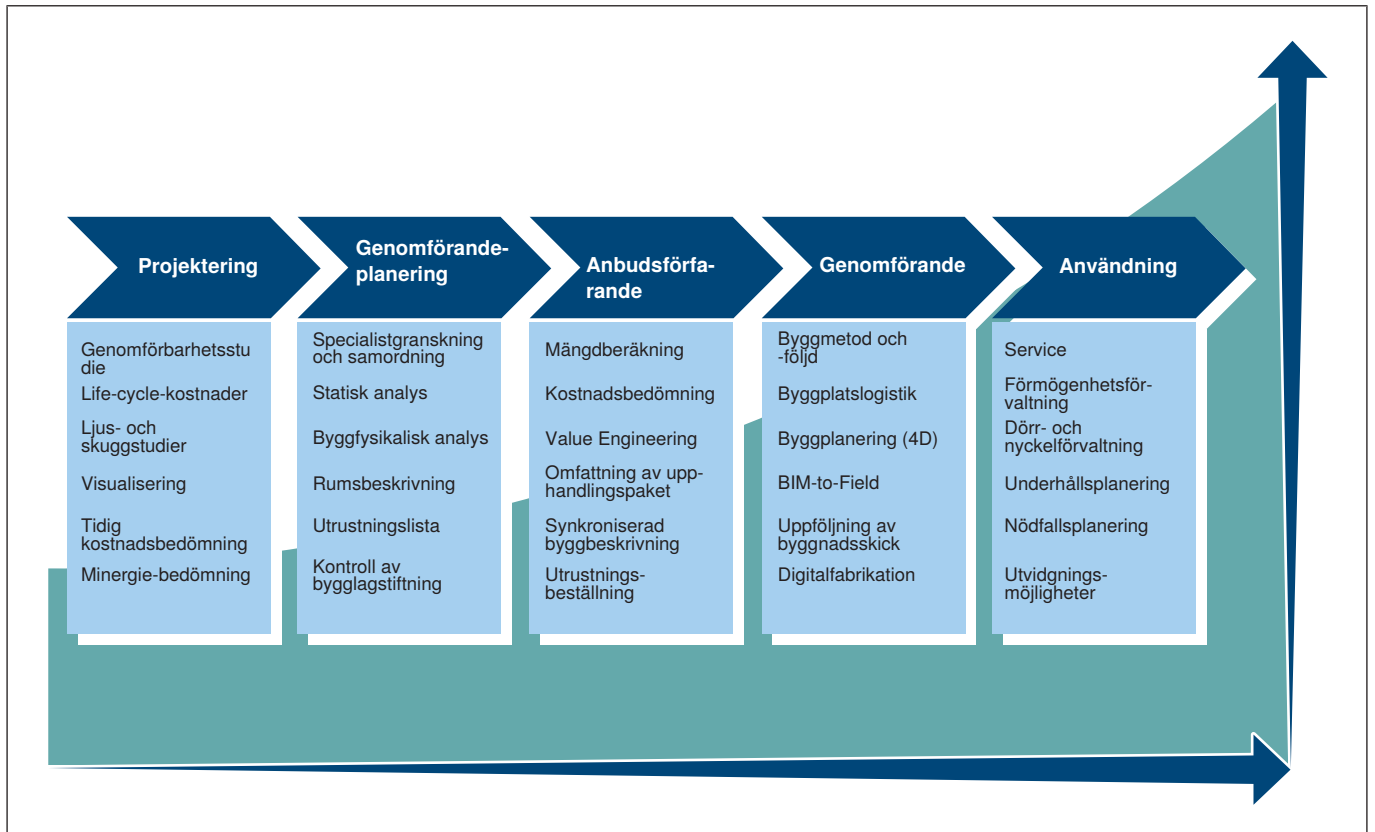 Projektering
Genomförande-
planering
Anbudsförfa-
rande
Genomförande
Användning
Genomförbarhetsstu
die
Life-cycle-kostnader
Ljus- och
skuggstudier
Visualisering
Tidig
kostnadsbedömning
Minergie-bedömning
Specialistgranskning
och samordning
Statisk analys
Byggfysikalisk analys
Rumsbeskrivning
Utrustningslista
Kontroll av
bygglagstiftning
Mängdberäkning
Kostnadsbedömning
Value Engineering
Omfattning av upp-
handlingspaket
Synkroniserad
byggbeskrivning
Utrustnings-
beställning
Byggmetod och
-följd
Byggplatslogistik
Byggplanering (4D)
BIM-to-Field
Uppföljning av
byggnadsskick
Digitalfabrikation
Service
Förmögenhetsför-
valtning
Dörr- och
nyckelförvaltning
Underhållsplanering
Nödfallsplanering
Utvidgnings-
möjligheter